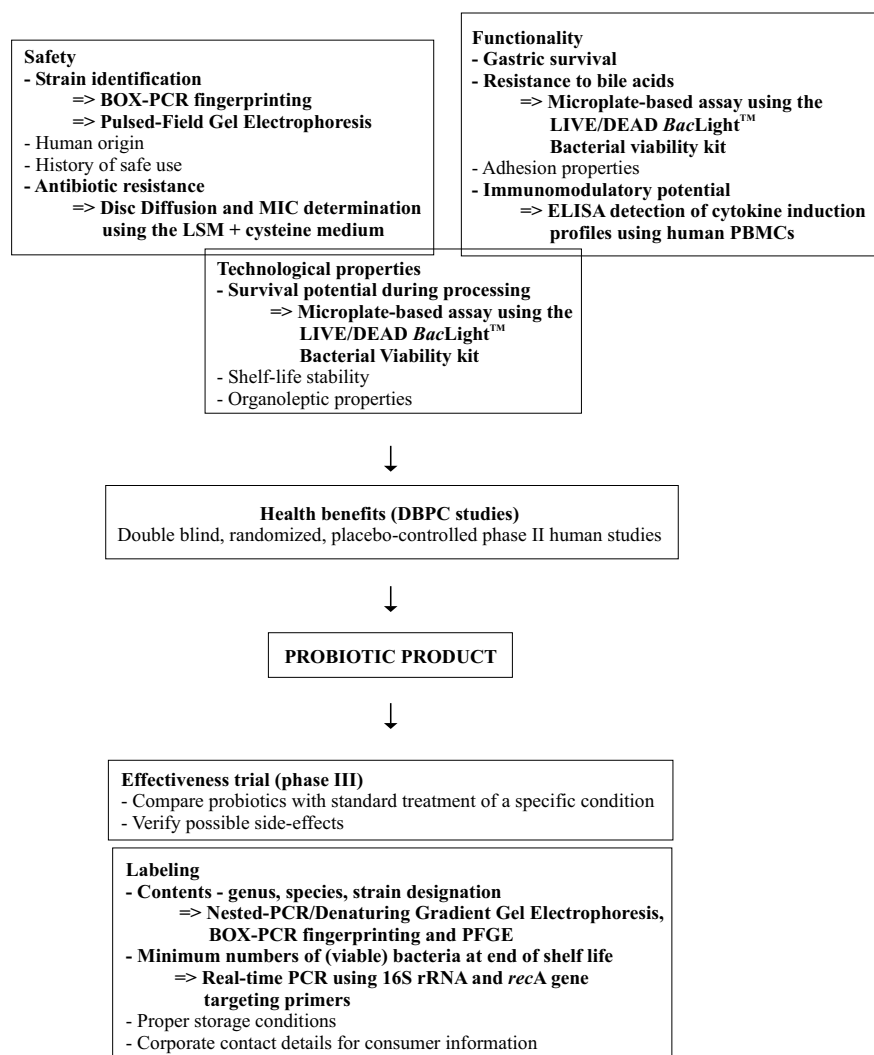 Safety
- Strain identification
=> BOX-PCR fingerprinting
=> Pulsed-Field Gel Electrophoresis
- Human origin
- History of safe use
- Antibiotic resistance
=> Disc Diffusion and MIC determination
using the LSM + cysteine medium
Functionality
- Gastric survival
- Resistance to bile acids
=> Microplate-based assay using the
LIVE/DEAD BacLight™
Bacterial viability kit
- Adhesion properties
- Immunomodulatory potential
=> ELISA detection of cytokine induction
profiles using human PBMCs
Technological properties
- Survival potential during processing
=> Microplate-based assay using the
LIVE/DEAD BacLight™
Bacterial Viability kit
- Shelf-life stability
- Organoleptic properties
↓
Health benefits (DBPC studies)
Double blind, randomized, placebo-controlled phase II human studies
↓
PROBIOTIC PRODUCT
↓
Effectiveness trial (phase III)
- Compare probiotics with standard treatment of a specific condition
- Verify possible side-effects
Labeling
- Contents - genus, species, strain designation
=> Nested-PCR/Denaturing Gradient Gel Electrophoresis,
BOX-PCR fingerprinting and PFGE
- Minimum numbers of (viable) bacteria at end of shelf life
=> Real-time PCR using 16S rRNA and recA gene
targeting primers
- Proper storage conditions
- Corporate contact details for consumer information